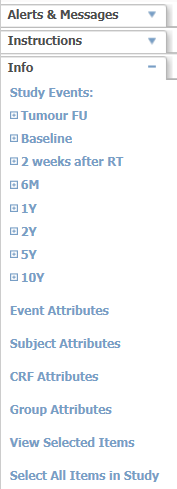 Alerts & Messages
Instructions
Info
Study Events:
Tumour FU
Baseline
2 weeks after RT
6M
1Y
2Y
5Y
10Y
Event Attributes
Subject Attributes
CRF Attributes
Group Attributes
View Selected Items
Select All Items in Study